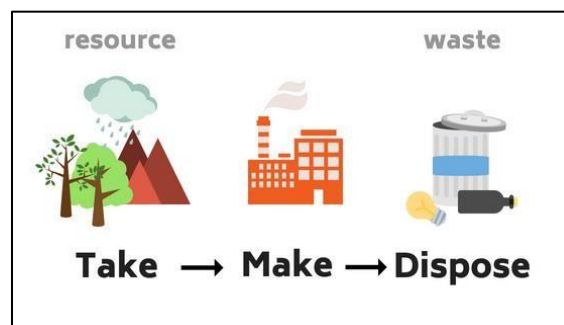 resource waste
Take → Make → Dispose